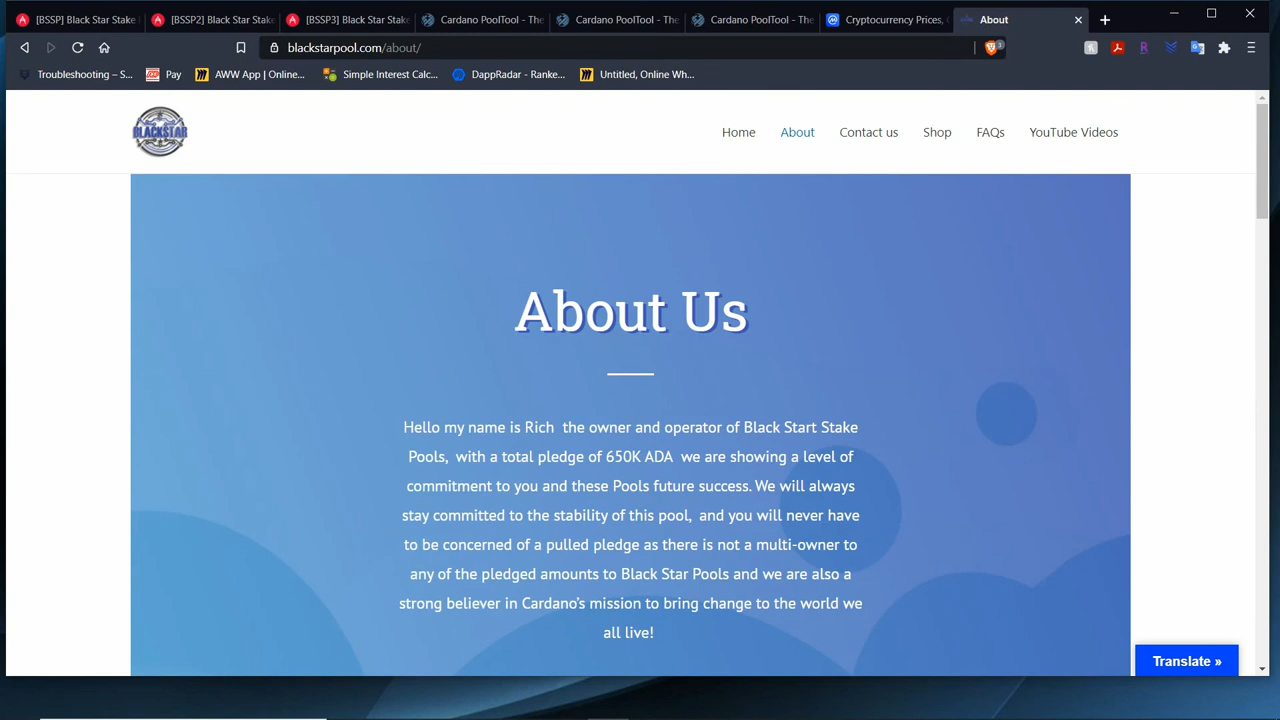 [BSSP] Black Star Stake
[BSSP2] Black Star Stake
[BSSP3] Black Star Stake
Cardano PoolTool - The
Cardano PoolTool - The
Cardano PoolTool - The
Cryptocurrency Prices,
About
blackstarpool.com/about/
3
Troubleshooting – S...
Pay
AWW App | Online...
Simple Interest Calc...
DappRadar - Ranke...
Untitled, Online Wh...
BLACKSTAR
Home
About
Contact us
Shop
FAQs
YouTube Videos
About Us
Hello my name is Rich the owner and operator of Black Start Stake
Pools, with a total pledge of 650K ADA we are showing a level of
commitment to you and these Pools future success. We will always
stay committed to the stability of this pool, and you will never have
to be concerned of a pulled pledge as there is not a multi-owner to
any of the pledged amounts to Black Star Pools and we are also a
strong believer in Cardano's mission to bring change to the world we
all live!
Translate »